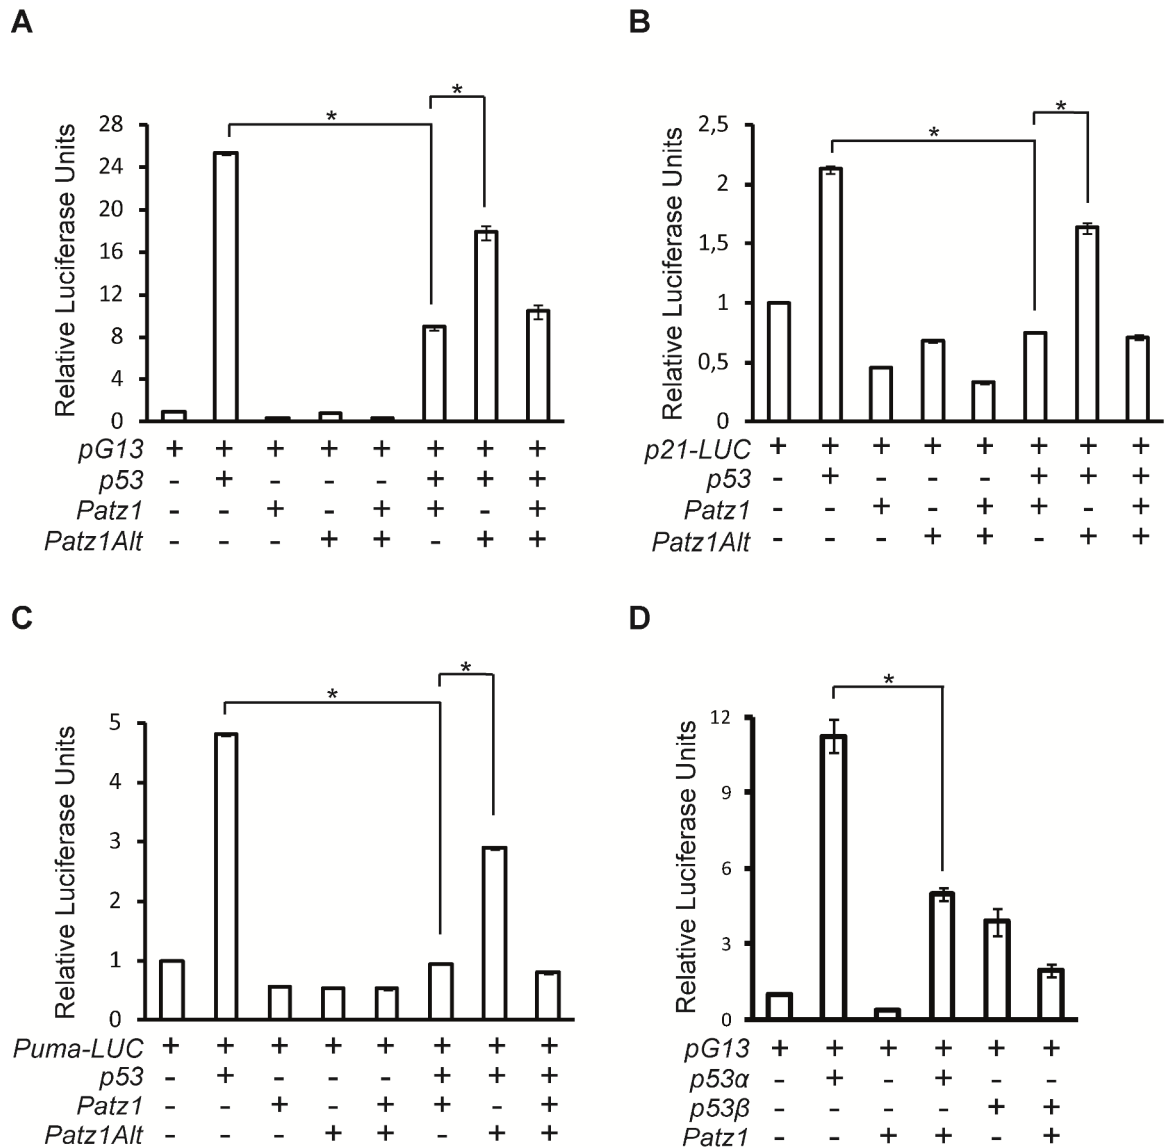 A
*
*
28
24
20
16
12
8
4
0
Relative Luciferase Units
pG13 + + + + + + + +
p53 - + - - - + + +
Patz1 - - + - + + - +
Patz1Alt - - - + + - + +
B
*
*
2,5
2
1,5
1
0,5
0
Relative Luciferase Units
p21-LUC + + + + + + + +
p53 - + - - - + + +
Patz1 - - + - + + - +
Patz1Alt - - - + + - + +
C
*
*
5
4
3
2
1
0
Relative Luciferase Units
Puma-LUC + + + + + + + +
p53 - + - - - + + +
Patz1 - - + - + + - +
Patz1Alt - - - + + - + +
D
*
12
9
6
3
0
Relative Luciferase Units
pG13 + + + + + +
p53α - + - + - -
p53β - - - - + +
Patz1 - - + + - +